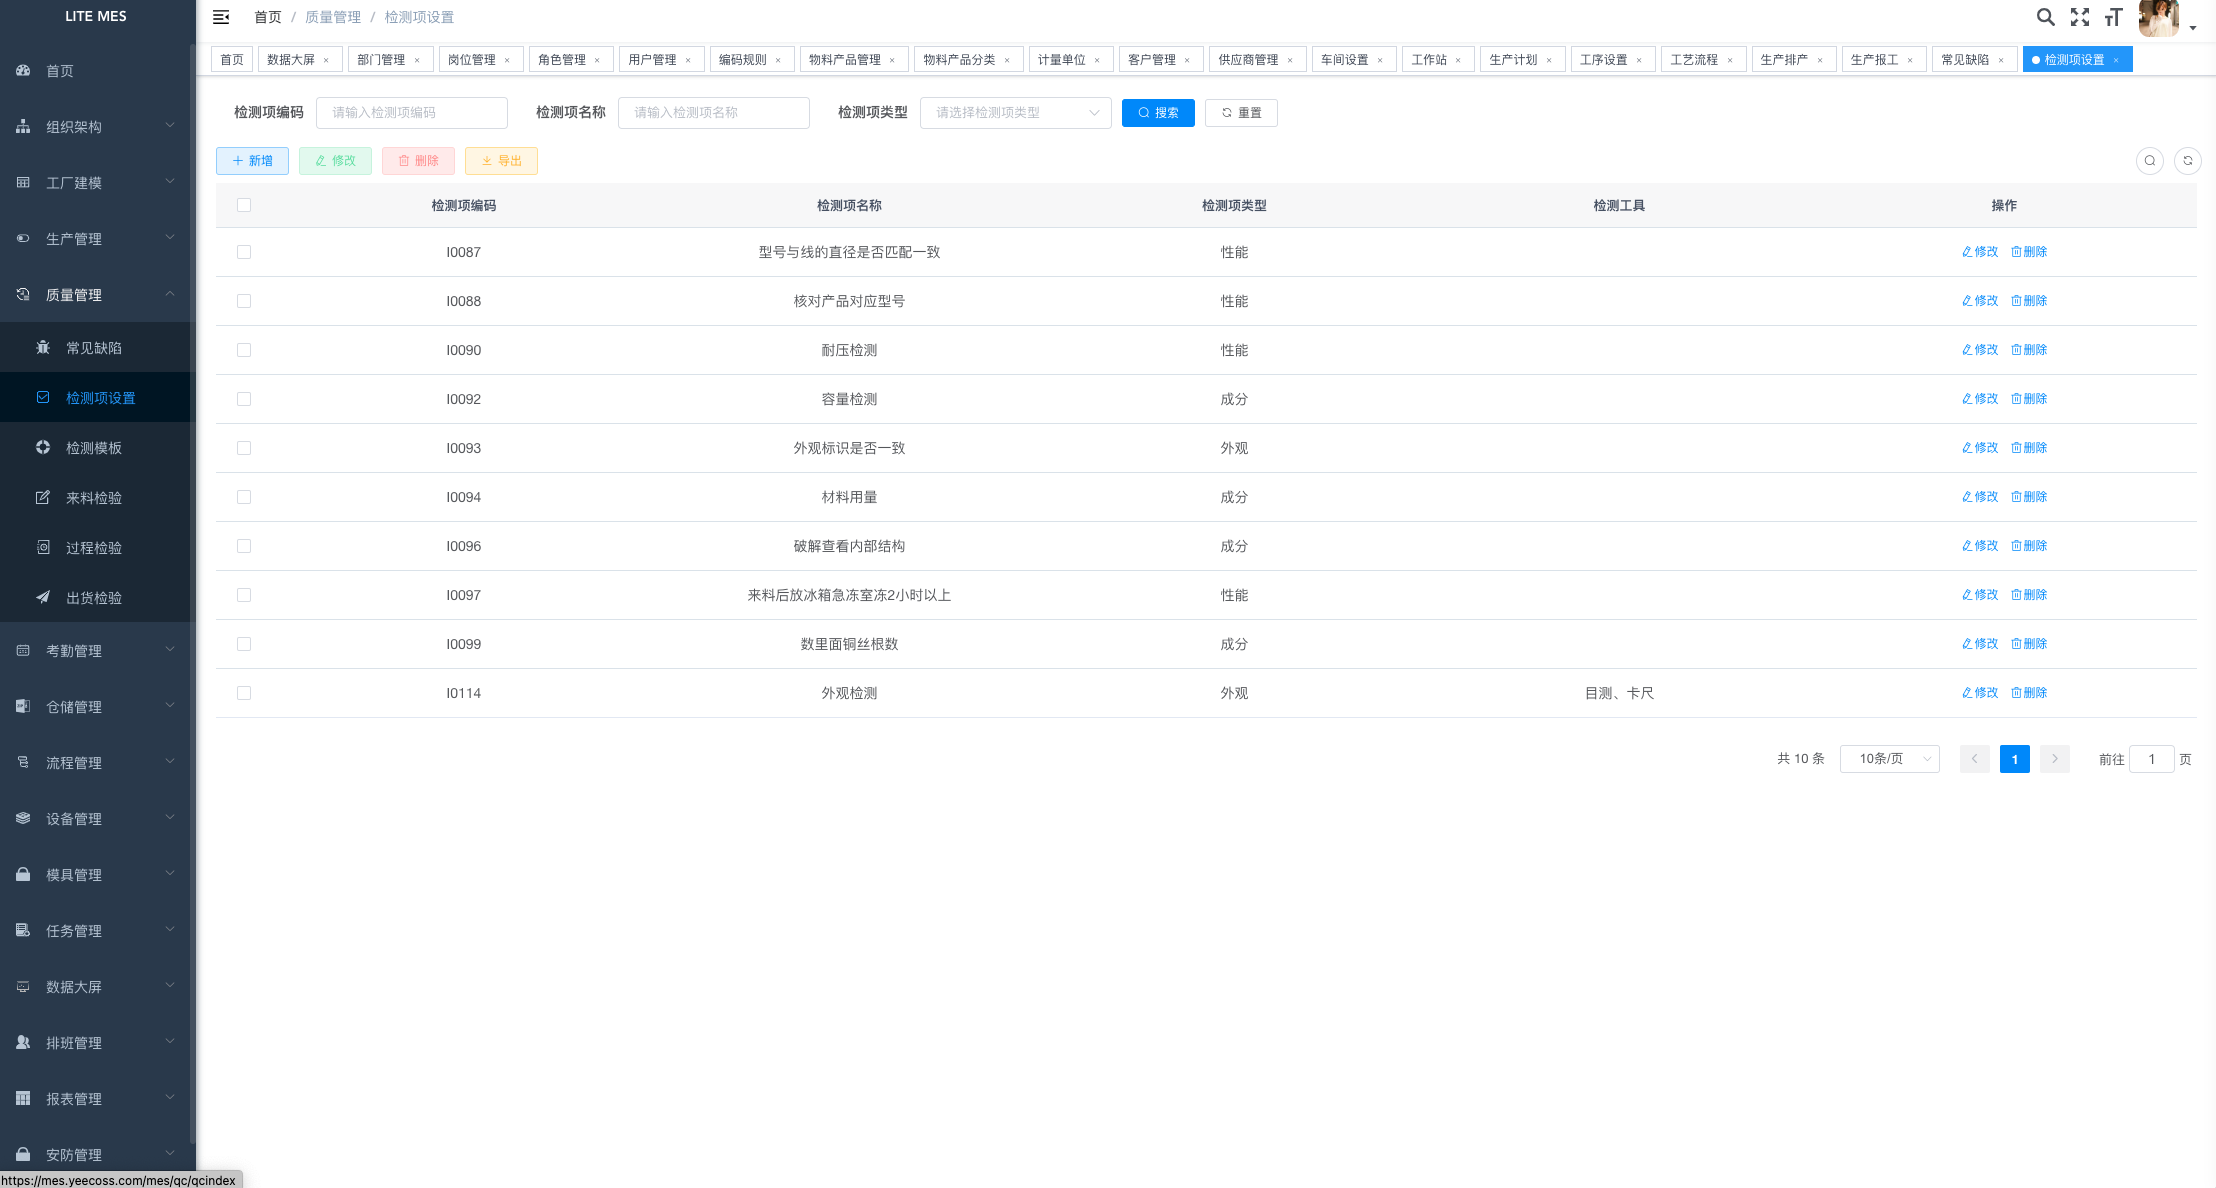 LITE MES
首页
组织架构
工厂建模
生产管理
质量管理
常见缺陷
检测项设置
检测模板
来料检验
过程检验
出货检验
考勤管理
仓储管理
流程管理
设备管理
模具管理
任务管理
数据大屏
排班管理
报表管理
安防管理
https://mes.yeecoss.com/mes/qc/qcindex
首页 / 质量管理 / 检测项设置
首页 数据大屏 × 部门管理 × 岗位管理 × 角色管理 × 用户管理 × 编码规则 × 物料产品管理 × 物料产品分类 × 计量单位 × 客户管理 × 供应商管理 × 车间设置 × 工作站 × 生产计划 × 工序设置 × 工艺流程 × 生产排产 × 生产报工 × 常见缺陷 × 检测项设置 ×
检测项编码 请输入检测项编码 检测项名称 请输入检测项名称 检测项类型 请选择检测项类型 搜索 重置
新增 修改 删除 导出
检测项编码 检测项名称 检测项类型 检测工具 操作
I0087 型号与线的直径是否匹配一致 性能 修改 删除
I0088 核对产品对应型号 性能 修改 删除
I0090 耐压检测 性能 修改 删除
I0092 容量检测 成分 修改 删除
I0093 外观标识是否一致 外观 修改 删除
I0094 材料用量 成分 修改 删除
I0096 破解查看内部结构 成分 修改 删除
I0097 来料后放冰箱急冻室冻2小时以上 性能 修改 删除
I0099 数里面铜丝根数 成分 修改 删除
I0114 外观检测 外观 目测、卡尺 修改 删除
共 10 条 10条/页 1 前往 1 页